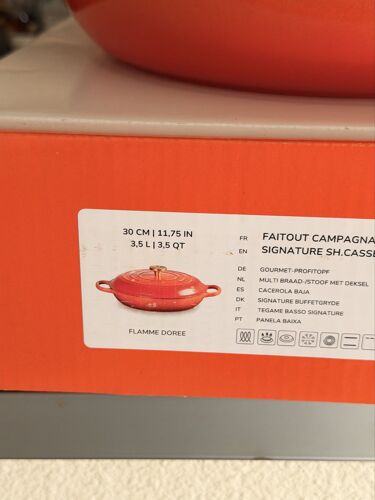 30 CM | 11,75 IN
3,5 L | 3,5 QT
FLAMME DOREE
FR FAITOUT CAMPAGNA
EN SIGNATURE SH.CASSE
DE GOURMET-PROFITOPF
NL MULTI BRAAD-/STOOF MET DEKSEL
ES CACEROLA BAJA
DK SIGNATURE BUFFETGRYDE
IT TEGAME BASSO SIGNATURE
PT PANELA BAIXA